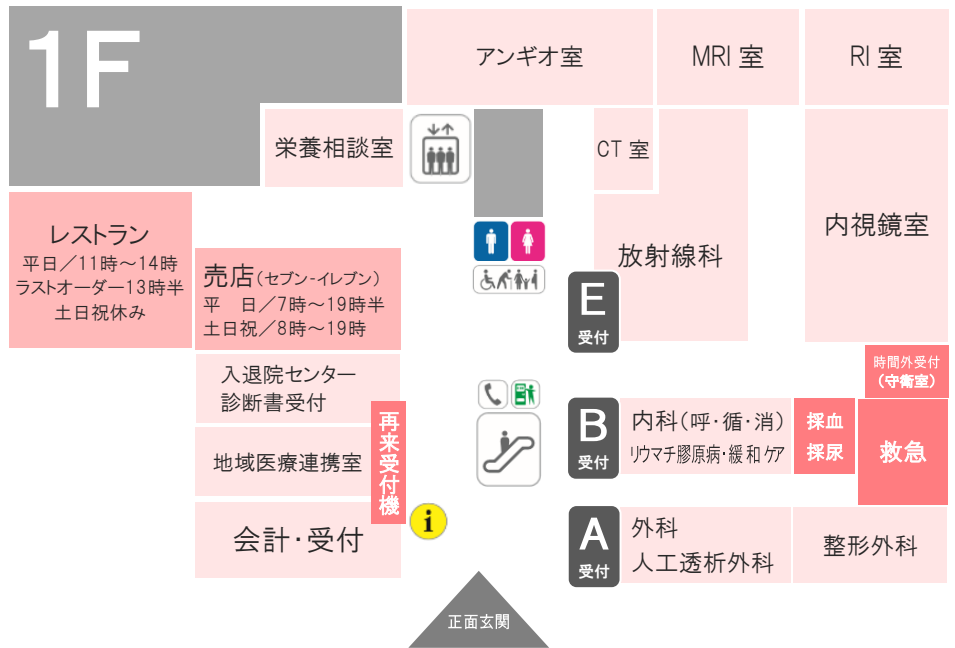 1F
アンギオ室
MRI 室
RI 室
栄養相談室
CT 室
内視鏡室
放射線科
レストラン
平日／11時～14時
ラストオーダー13時半
土日祝休み
売店(セブン-イレブン)
平　日／7時～19時半
土日祝／8時～19時
E
受付
時間外受付
(守衛室)
入退院センター
診断書受付
再来受付機
地域医療連携室
B
受付
内科(呼・循・消)
リウマチ膠原病・緩和ケア
採血
採尿
救急
i
会計・受付
A
受付
外科
人工透析外科
整形外科
正面玄関